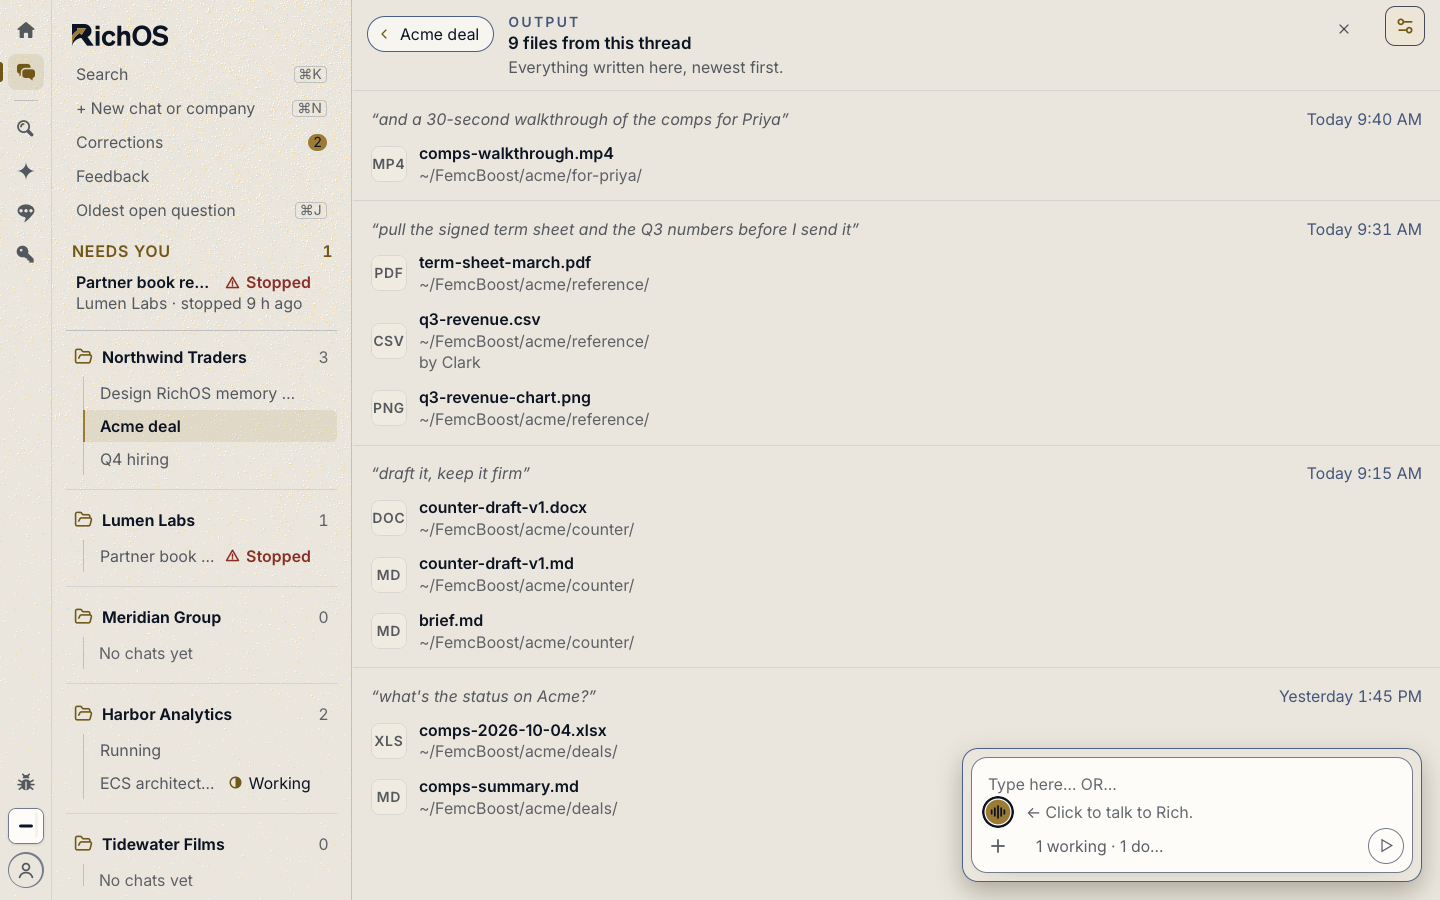 RichOS
Search ⌘K
+ New chat or company ⌘N
Corrections 2
Feedback
Oldest open question ⌘J
NEEDS YOU 1
Partner book re... Stopped
Lumen Labs · stopped 9 h ago
Northwind Traders 3
Design RichOS memory ...
Acme deal
Q4 hiring
Lumen Labs 1
Partner book ... Stopped
Meridian Group 0
No chats yet
Harbor Analytics 2
Running
ECS architect... Working
Tidewater Films 0
No chats yet
Acme deal
OUTPUT
9 files from this thread
Everything written here, newest first.
“and a 30-second walkthrough of the comps for Priya” Today 9:40 AM
MP4 comps-walkthrough.mp4
~/FemcBoost/acme/for-priya/
“pull the signed term sheet and the Q3 numbers before I send it” Today 9:31 AM
PDF term-sheet-march.pdf
~/FemcBoost/acme/reference/
CSV q3-revenue.csv
~/FemcBoost/acme/reference/
by Clark
PNG q3-revenue-chart.png
~/FemcBoost/acme/reference/
“draft it, keep it firm” Today 9:15 AM
DOC counter-draft-v1.docx
~/FemcBoost/acme/counter/
MD counter-draft-v1.md
~/FemcBoost/acme/counter/
MD brief.md
~/FemcBoost/acme/counter/
“what's the status on Acme?” Yesterday 1:45 PM
XLS comps-2026-10-04.xlsx
~/FemcBoost/acme/deals/
MD comps-summary.md
~/FemcBoost/acme/deals/
Type here... OR...
← Click to talk to Rich.
1 working · 1 do...